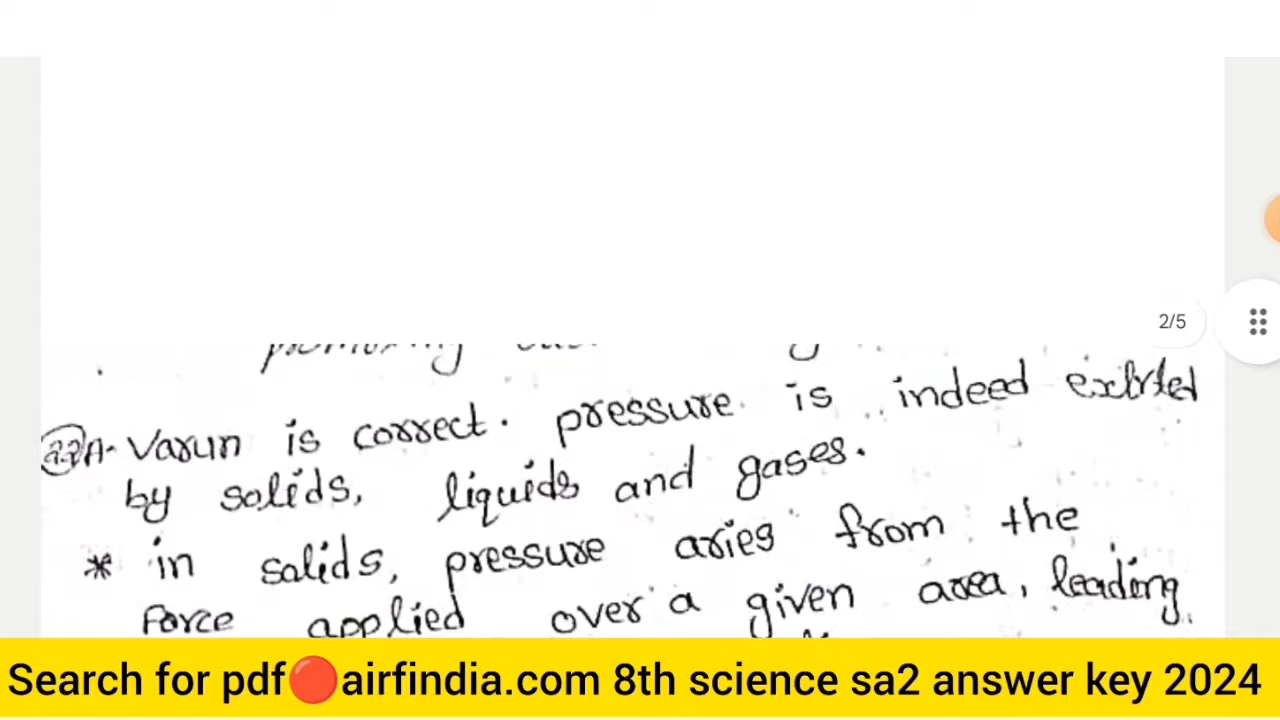 2/5
22A. Varun is correct. pressure is indeed
by solids, liquids and gases.
* in solids, pressure aries from the
Force applied over a given area, leading
Search for pdf🔴airfindia.com 8th science sa2 answer key 2024